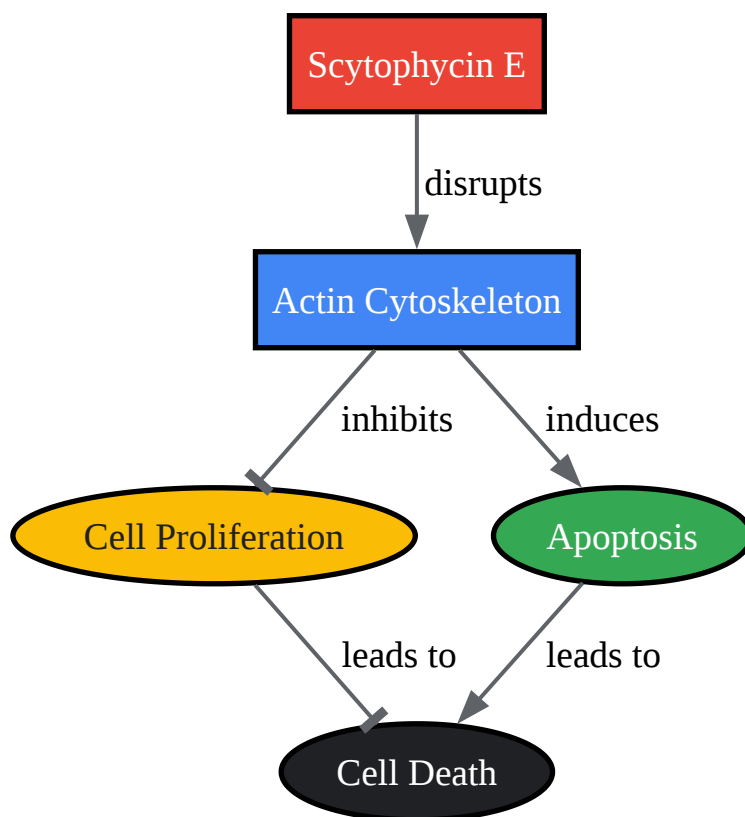 Scytophycin E
disrupts
Actin Cytoskeleton
inhibits
induces
Cell Proliferation
Apoptosis
leads to
leads to
Cell Death